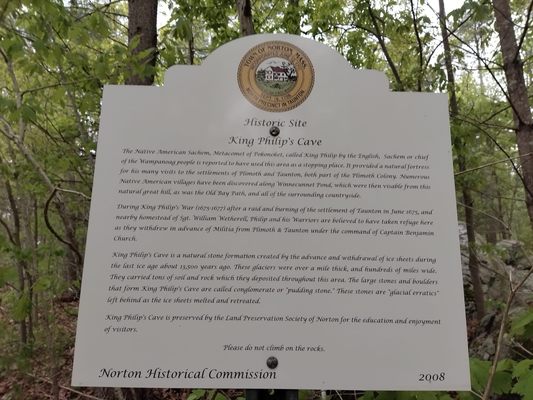 TOWN OF NORTON, MASS.
Historic Site
King Philip's Cave
The Native American Sachem, Metacomet of Pokonoket, called King Philip by the English, Sachem or chief
of the Wampanoag people is reported to have used this area as a stopping place. It provided a natural fortress
for his many visits to the settlements of Plimoth and Taunton, both part of the Plimoth Colony. Numerous
Native American villages have been discovered along Winnecunnet Pond, which were then visable from this
natural great hill, as was the Old Bay Path, and all of the surrounding countryside.
During King Philip's War (1675-1677) after a raid and burning of the settlement of Taunton in June 1675, and
nearby homestead of Sgt. William Wetherell, Philip and his Warriors are believed to have taken refuge here
as they withdrew in advance of Militia from Plimoth & Taunton under the command of Captain Benjamin
Church.
King Philip's Cave is a natural stone formation created by the advance and withdrawal of ice sheets during
the last ice age about 15,500 years ago. These glaciers were over a mile thick, and hundreds of miles wide.
They carried tons of soil and rock which they deposited throughout this area. The large stones and boulders
that form King Philip's Cave are called conglomerate or "pudding stone." These stones are "glacial erratics"
left behind as the ice sheets melted and retreated.
King Philip's Cave is preserved by the Land Preservation Society of Norton for the education and enjoyment
of visitors.
Please do not climb on the rocks.
Norton Historical Commission 2008